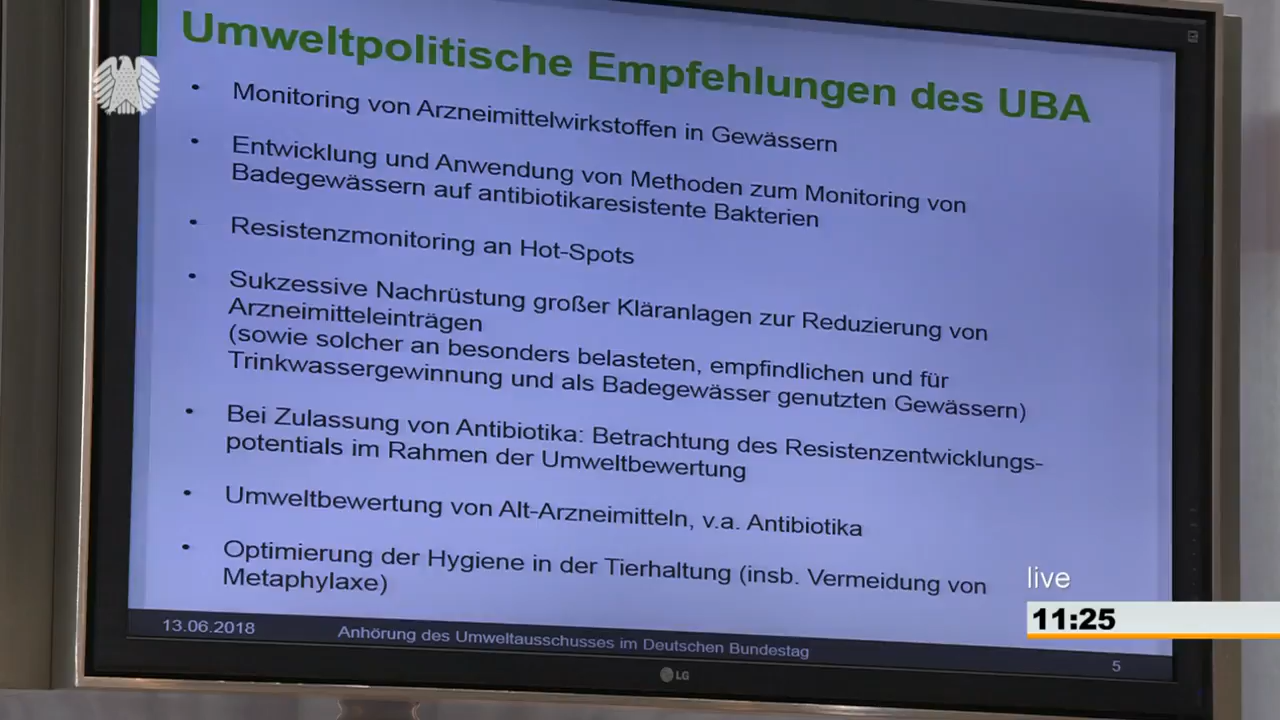 Umweltpolitische Empfehlungen des UBA
• Monitoring von Arzneimittelwirkstoffen in Gewässern
• Entwicklung und Anwendung von Methoden zum Monitoring von
Badegewässern auf antibiotikaresistente Bakterien
• Resistenzmonitoring an Hot-Spots
• Sukzessive Nachrüstung großer Kläranlagen zur Reduzierung von
Arzneimitteleinträgen
(sowie solcher an besonders belasteten, empfindlichen und für
Trinkwassergewinnung und als Badegewässer genutzten Gewässern)
• Bei Zulassung von Antibiotika: Betrachtung des Resistenzentwicklungs-
potentials im Rahmen der Umweltbewertung
• Umweltbewertung von Alt-Arzneimitteln, v.a. Antibiotika
• Optimierung der Hygiene in der Tierhaltung (insb. Vermeidung von
Metaphylaxe)
live
11:25
13.06.2018 Anhörung des Umweltausschusses im Deutschen Bundestag 5
LG